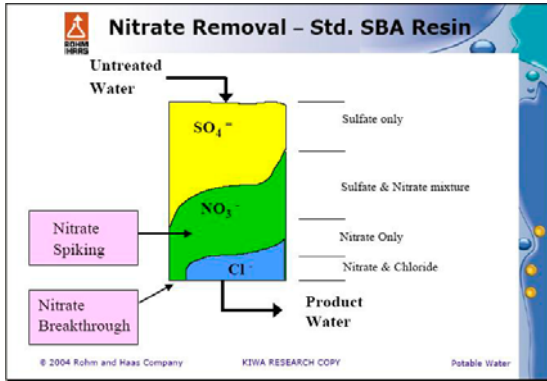 ROHM
HAAS
Nitrate Removal – Std. SBA Resin
Untreated
Water
SO₄ =
Sulfate only
Sulfate & Nitrate mixture
NO₃ -
Nitrate
Spiking
Nitrate Only
Cl -
Nitrate & Chloride
Nitrate
Breakthrough
Product
Water
© 2004 Rohm and Haas Company
KIWA RESEARCH COPY
Potable Water